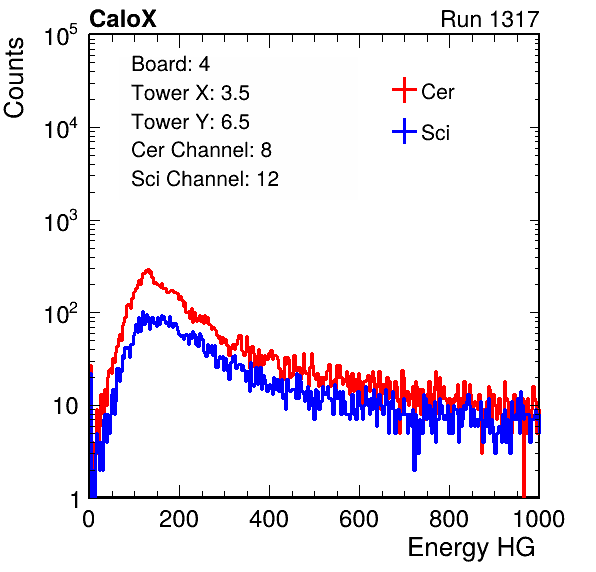 CaloX Run 1317
Counts
10^5
10^4
10^3
10^2
10
1
Board: 4
Tower X: 3.5
Tower Y: 6.5
Cer Channel: 8
Sci Channel: 12
Cer
Sci
0 200 400 600 800 1000
Energy HG